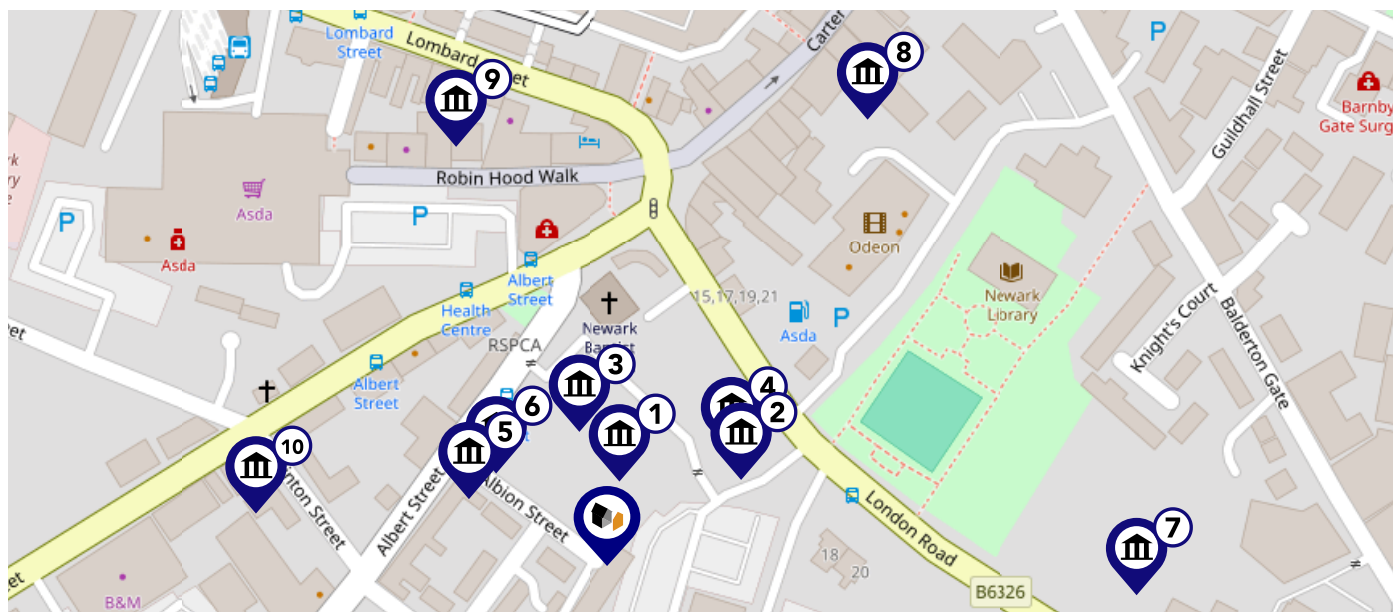 Lombard
Street
Lombard Street
Carter
P
8
9
Guildhall Street
Barnby
Gate Surg
Robin Hood Walk
Asda
P
P
Asda
Odeon
Albert
Street
Health
Centre
15,17,19,21
Asda
P
Newark
Library
Newark
Baptist
RSPCA
Knight's Court
Balderton Gate
Albert
Street
3
4
6
1
2
5
10
Albert Street
Albion Street
inton Street
London Road
7
18
20
B6326
B&M